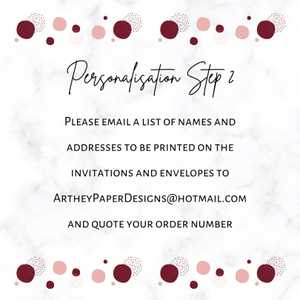 Personalisation Step 2
Please email a list of names and
addresses to be printed on the
invitations and envelopes to
ArtheyPaperDesigns@hotmail.com
and quote your order number